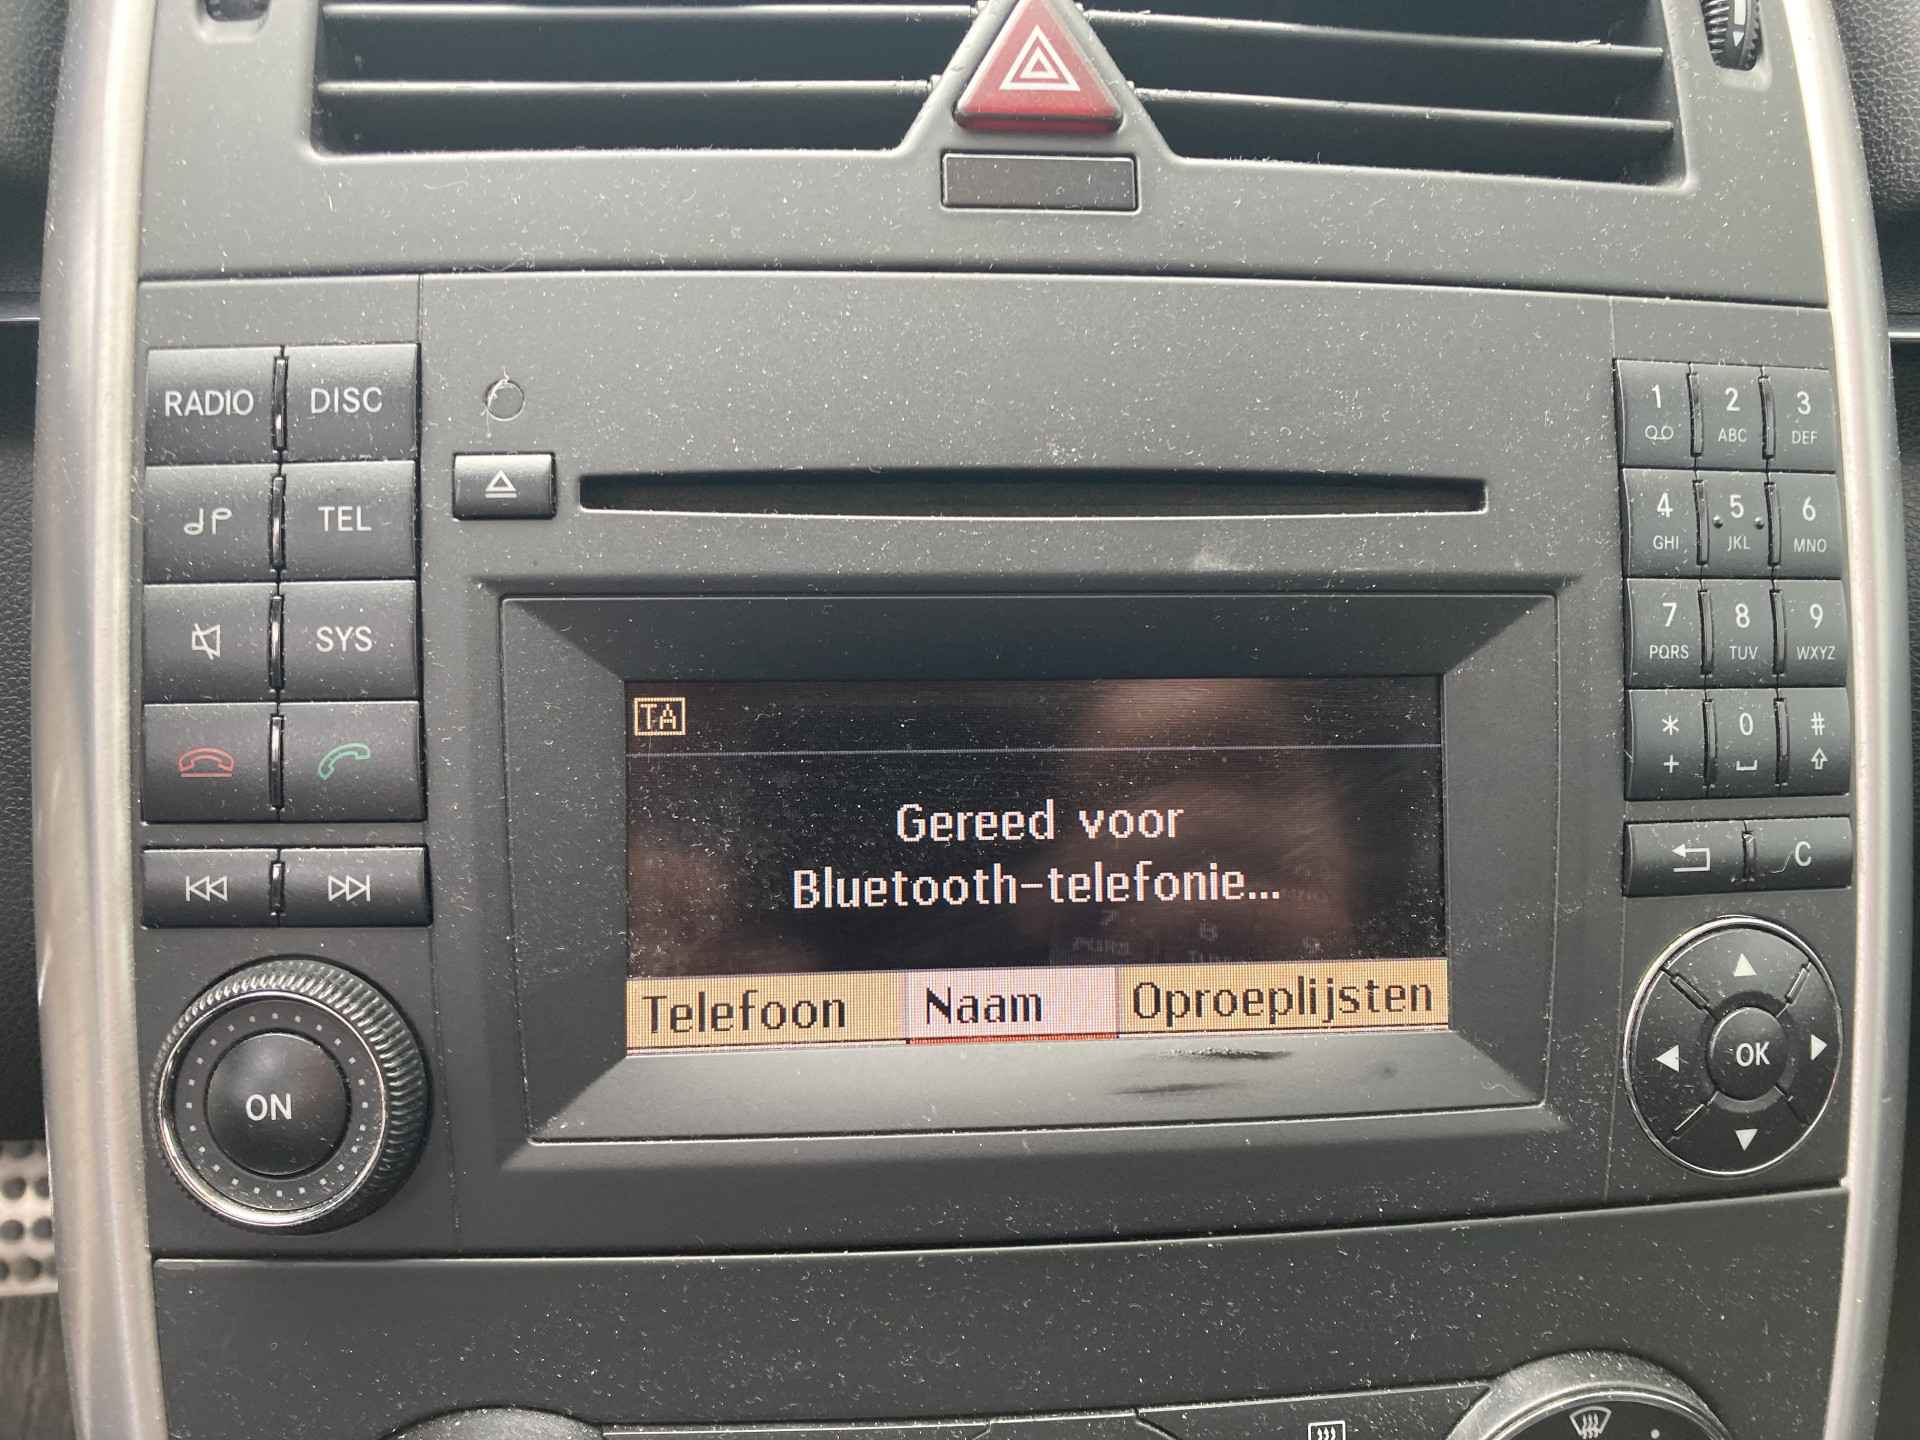 RADIO DISC
TEL
SYS
ON
TA
Gereed voor
Bluetooth-telefonie...
Telefoon Naam Oproeplijsten
1 2 3
ABC DEF
4 5 6
GHI JKL MNO
7 8 9
PQRS TUV WXYZ
* 0 #
+
C
OK